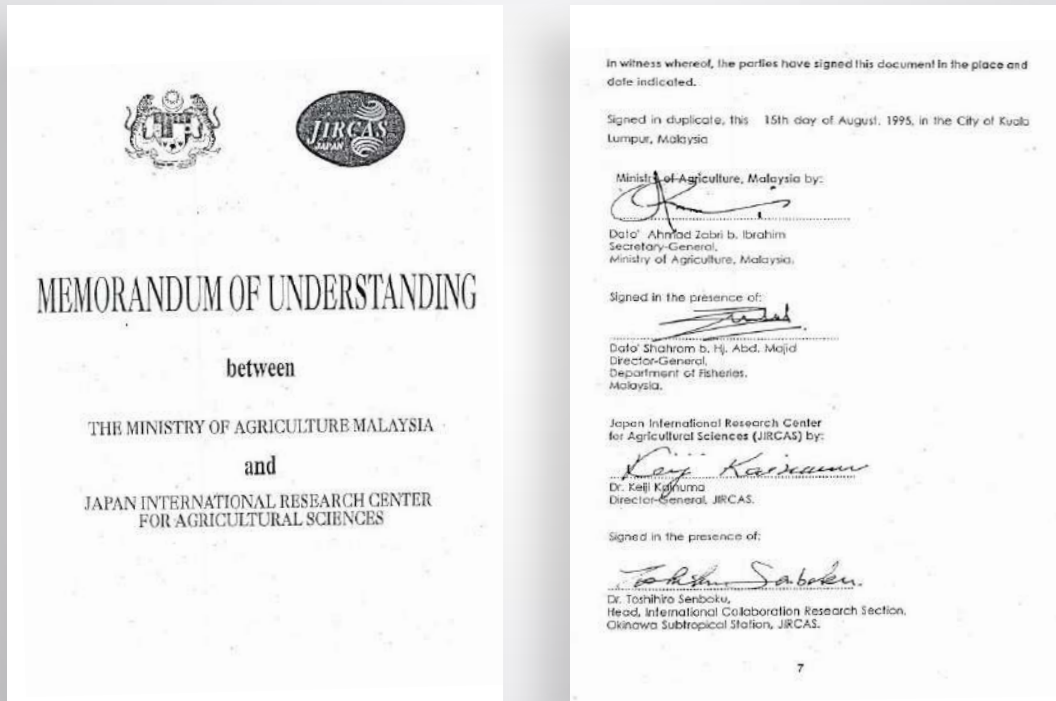 JIRCAS
JAPAN
MEMORANDUM OF UNDERSTANDING
between
THE MINISTRY OF AGRICULTURE MALAYSIA
and
JAPAN INTERNATIONAL RESEARCH CENTER
FOR AGRICULTURAL SCIENCES
In witness whereof, the parties have signed this document in the place and
date indicated.
Signed in duplicate, this 15th day of August, 1995, in the City of Kuala
Lumpur, Malaysia
Ministry of Agriculture, Malaysia by:
Dato' Ahmad Zabri b. Ibrahim
Secretary-General,
Ministry of Agriculture, Malaysia.
Signed in the presence of:
Dato' Shahrom b. Hj. Abd. Majid
Director-General,
Department of Fisheries,
Malaysia.
Japan International Research Center
for Agricultural Sciences (JIRCAS) by:
Keiji Kainuma
Dr. Keiji Kainuma
Director-General, JIRCAS.
Signed in the presence of:
Toshihiro Senboku
Dr. Toshihiro Senboku,
Head, International Collaboration Research Section,
Okinawa Subtropical Station, JIRCAS.
7